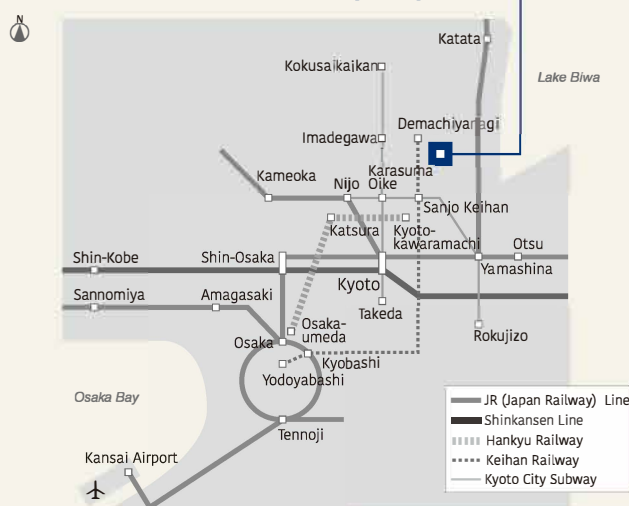 N
Katata
Kokusaikaikan
Lake Biwa
Demachiyanagi
Imadegawa
Karasuma
Oike
Kameoka
Nijo
Sanjo Keihan
Katsura
Kyoto-
kawaramachi
Otsu
Shin-Kobe
Shin-Osaka
Yamashina
Kyoto
Sannomiya
Amagasaki
Takeda
Osaka-
umeda
Rokujizo
Osaka
Kyobashi
Yodoyabashi
Osaka Bay
Tennoji
Kansai Airport
JR (Japan Railway) Line
Shinkansen Line
Hankyu Railway
Keihan Railway
Kyoto City Subway